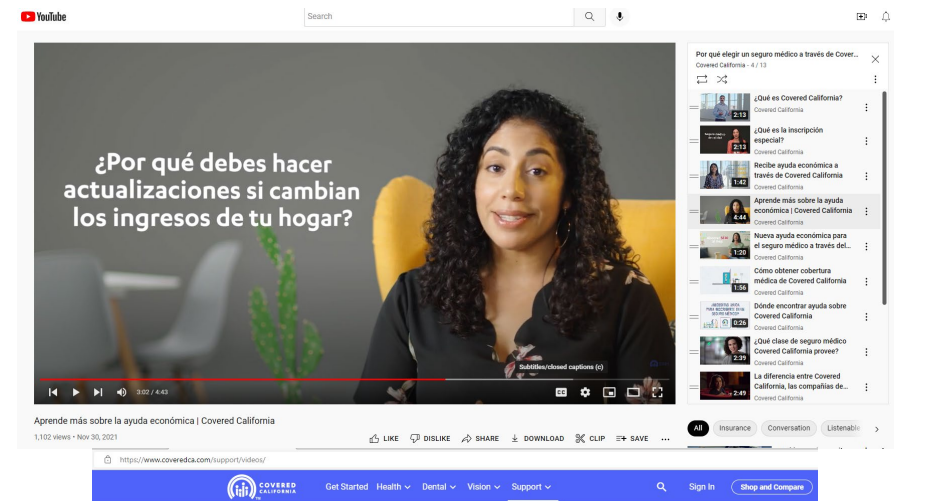 YouTube
Search
Por qué elegir un seguro médico a través de Cover...
Covered California - 4 / 13
¿Por qué debes hacer
actualizaciones si cambian
los ingresos de tu hogar?
¿Qué es Covered California?
Covered California
2:13
¿Qué es la inscripción
especial?
Covered California
2:13
Recibe ayuda económica a
través de Covered California
Covered California
1:42
Aprende más sobre la ayuda
económica | Covered California
Covered California
4:44
Nueva ayuda económica para
el seguro médico a través del...
Covered California
1:20
Cómo obtener cobertura
médica de Covered California
Covered California
1:56
Dónde encontrar ayuda sobre
Covered California
Covered California
0:26
¿Qué clase de seguro médico
Covered California provee?
Covered California
2:39
La diferencia entre Covered
California, las compañías de...
Covered California
2:49
Subtitles/closed captions (c)
3:02 / 4:43
CC
Aprende más sobre la ayuda económica | Covered California
1,102 views • Nov 30, 2021
LIKE DISLIKE SHARE DOWNLOAD CLIP SAVE ...
All Insurance Conversation Listenable
https://www.coveredca.com/support/videos/
COVERED
CALIFORNIA
Get Started Health Dental Vision Support
Sign In Shop and Compare